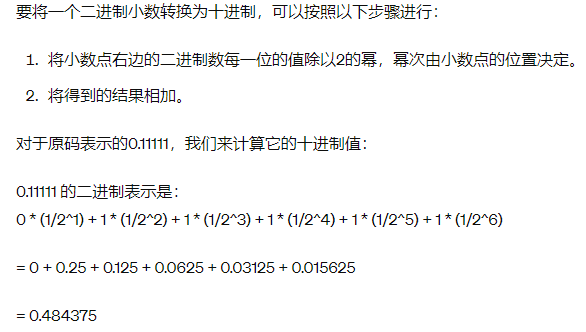 要将一个二进制小数转换为十进制，可以按照以下步骤进行：
1. 将小数点右边的二进制数每一位的值除以2的幂，幂次由小数点的位置决定。
2. 将得到的结果相加。
对于原码表示的0.11111，我们来计算它的十进制值：
0.11111 的二进制表示是：
0 * (1/2^1) + 1 * (1/2^2) + 1 * (1/2^3) + 1 * (1/2^4) + 1 * (1/2^5) + 1 * (1/2^6)
= 0 + 0.25 + 0.125 + 0.0625 + 0.03125 + 0.015625
= 0.484375